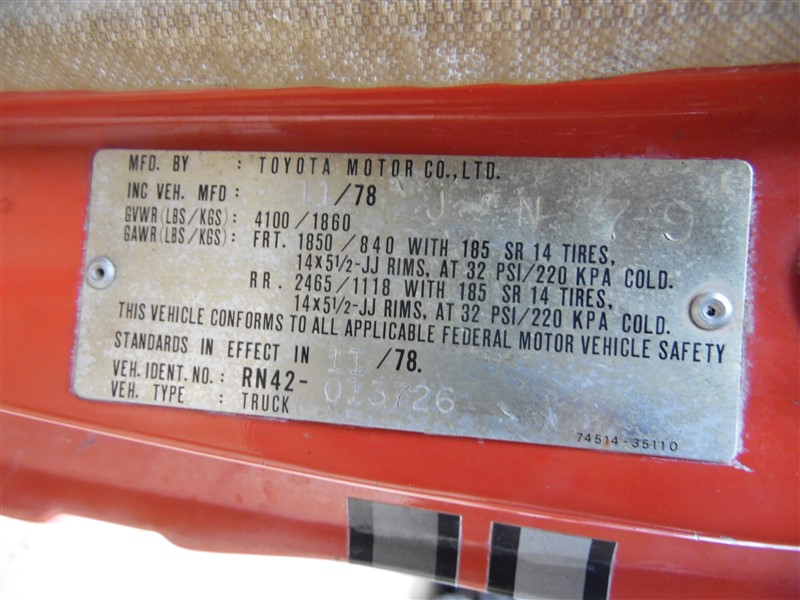 MFD. BY : TOYOTA MOTOR CO.,LTD.
INC VEH. MFD : 11/78
GVWR(LBS/KGS): 4100/1860
GAWR(LBS/KGS): FRT. 1850/840 WITH 185 SR 14 TIRES,
14×5½-JJ RIMS, AT 32 PSI/220 KPA COLD.
RR. 2465/1118 WITH 185 SR 14 TIRES,
14×5½-JJ RIMS, AT 32 PSI/220 KPA COLD.
THIS VEHICLE CONFORMS TO ALL APPLICABLE FEDERAL MOTOR VEHICLE SAFETY
STANDARDS IN EFFECT IN 11/78.
VEH. IDENT. NO.: RN42-013726
VEH. TYPE : TRUCK
74514-35110